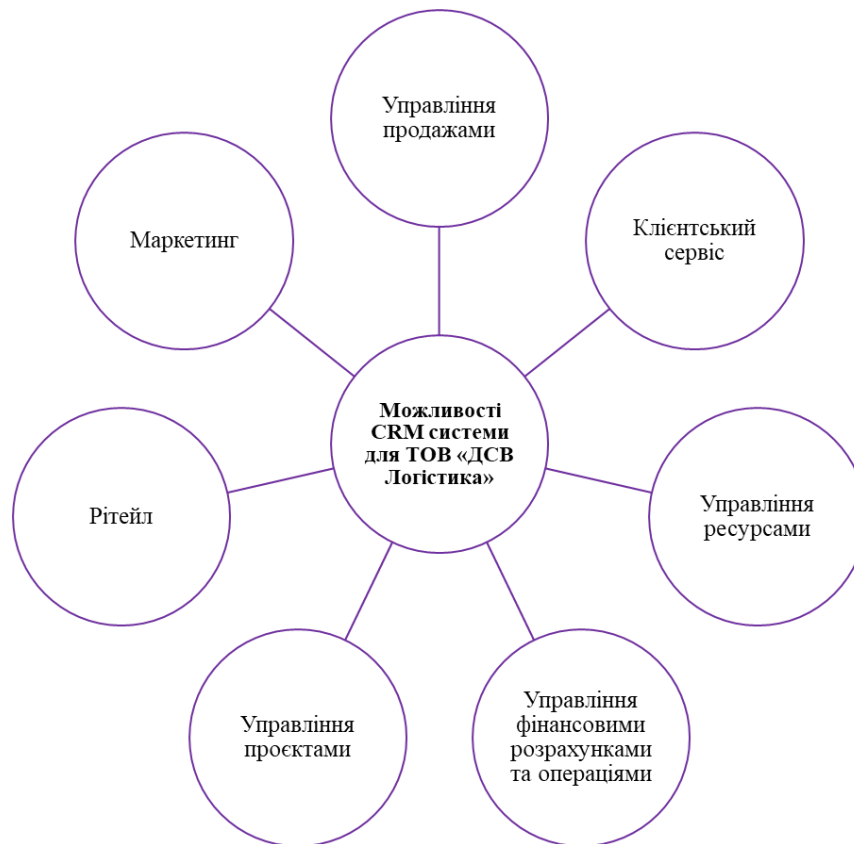 Управління
продажами
Маркетинг
Клієнтський
сервіс
Можливості
CRM системи
для ТОВ «ДСВ
Логістика»
Рітейл
Управління
ресурсами
Управління
проєктами
Управління
фінансовими
розрахунками
та операціями